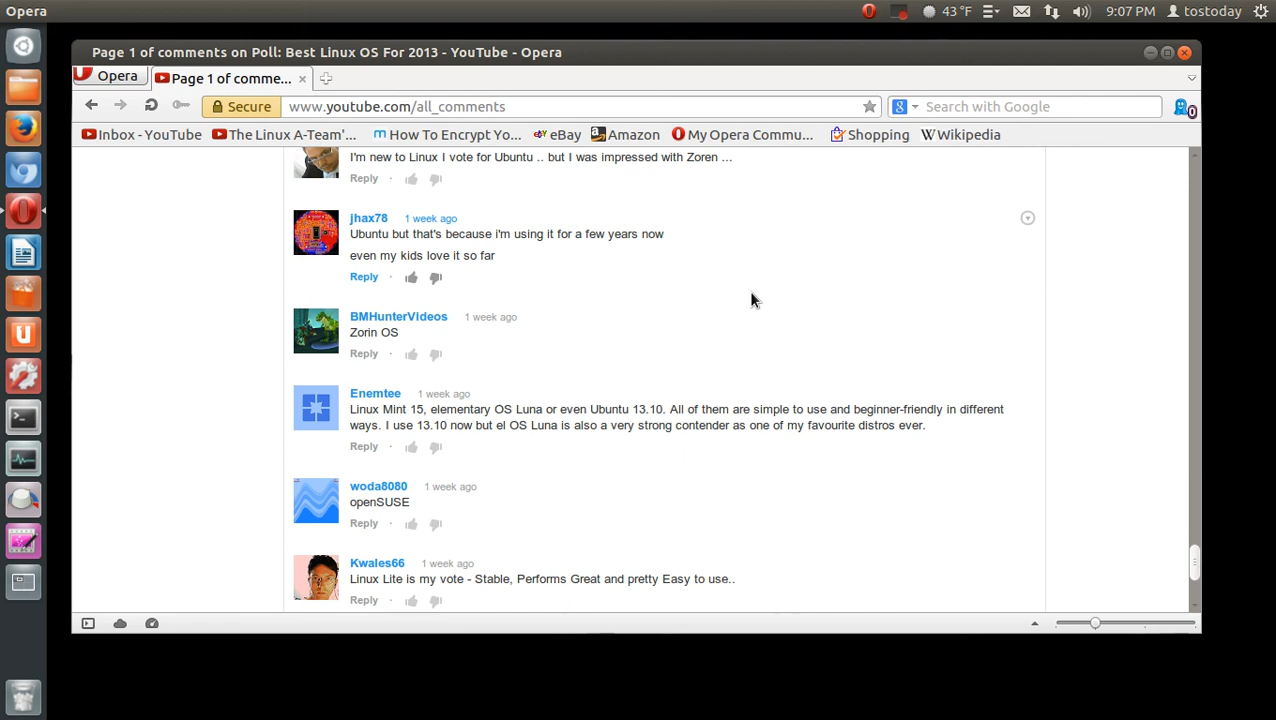 Opera
43 °F
9:07 PM
tostoday
Page 1 of comments on Poll: Best Linux OS For 2013 - YouTube - Opera
Opera
Page 1 of comme...
Secure
www.youtube.com/all_comments
Search with Google
0
Inbox - YouTube
The Linux A-Team'...
How To Encrypt Yo...
eBay
Amazon
My Opera Commu...
Shopping
Wikipedia
I'm new to Linux I vote for Ubuntu .. but I was impressed with Zoren ...
Reply ·
jhax78 1 week ago
Ubuntu but that's because i'm using it for a few years now
even my kids love it so far
Reply ·
BMHunterVideos 1 week ago
Zorin OS
Reply ·
Enemtee 1 week ago
Linux Mint 15, elementary OS Luna or even Ubuntu 13.10. All of them are simple to use and beginner-friendly in different
ways. I use 13.10 now but el OS Luna is also a very strong contender as one of my favourite distros ever.
Reply ·
woda8080 1 week ago
openSUSE
Reply ·
Kwales66 1 week ago
Linux Lite is my vote - Stable, Performs Great and pretty Easy to use..
Reply ·